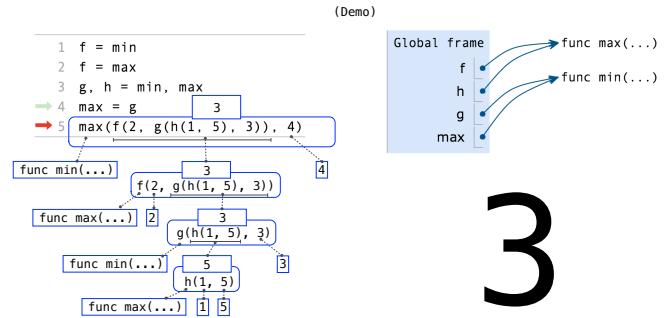 (Demo)
1 f = min
2 f = max
3 g, h = min, max
4 max = g
3
5 max(f(2, g(h(1, 5), 3)), 4)
func min(...)
3
4
f(2, g(h(1, 5), 3))
func max(...)
2
3
g(h(1, 5), 3)
func min(...)
5
3
h(1, 5)
func max(...)
1
5
Global frame
f
h
g
max
func max(...)
func min(...)
3